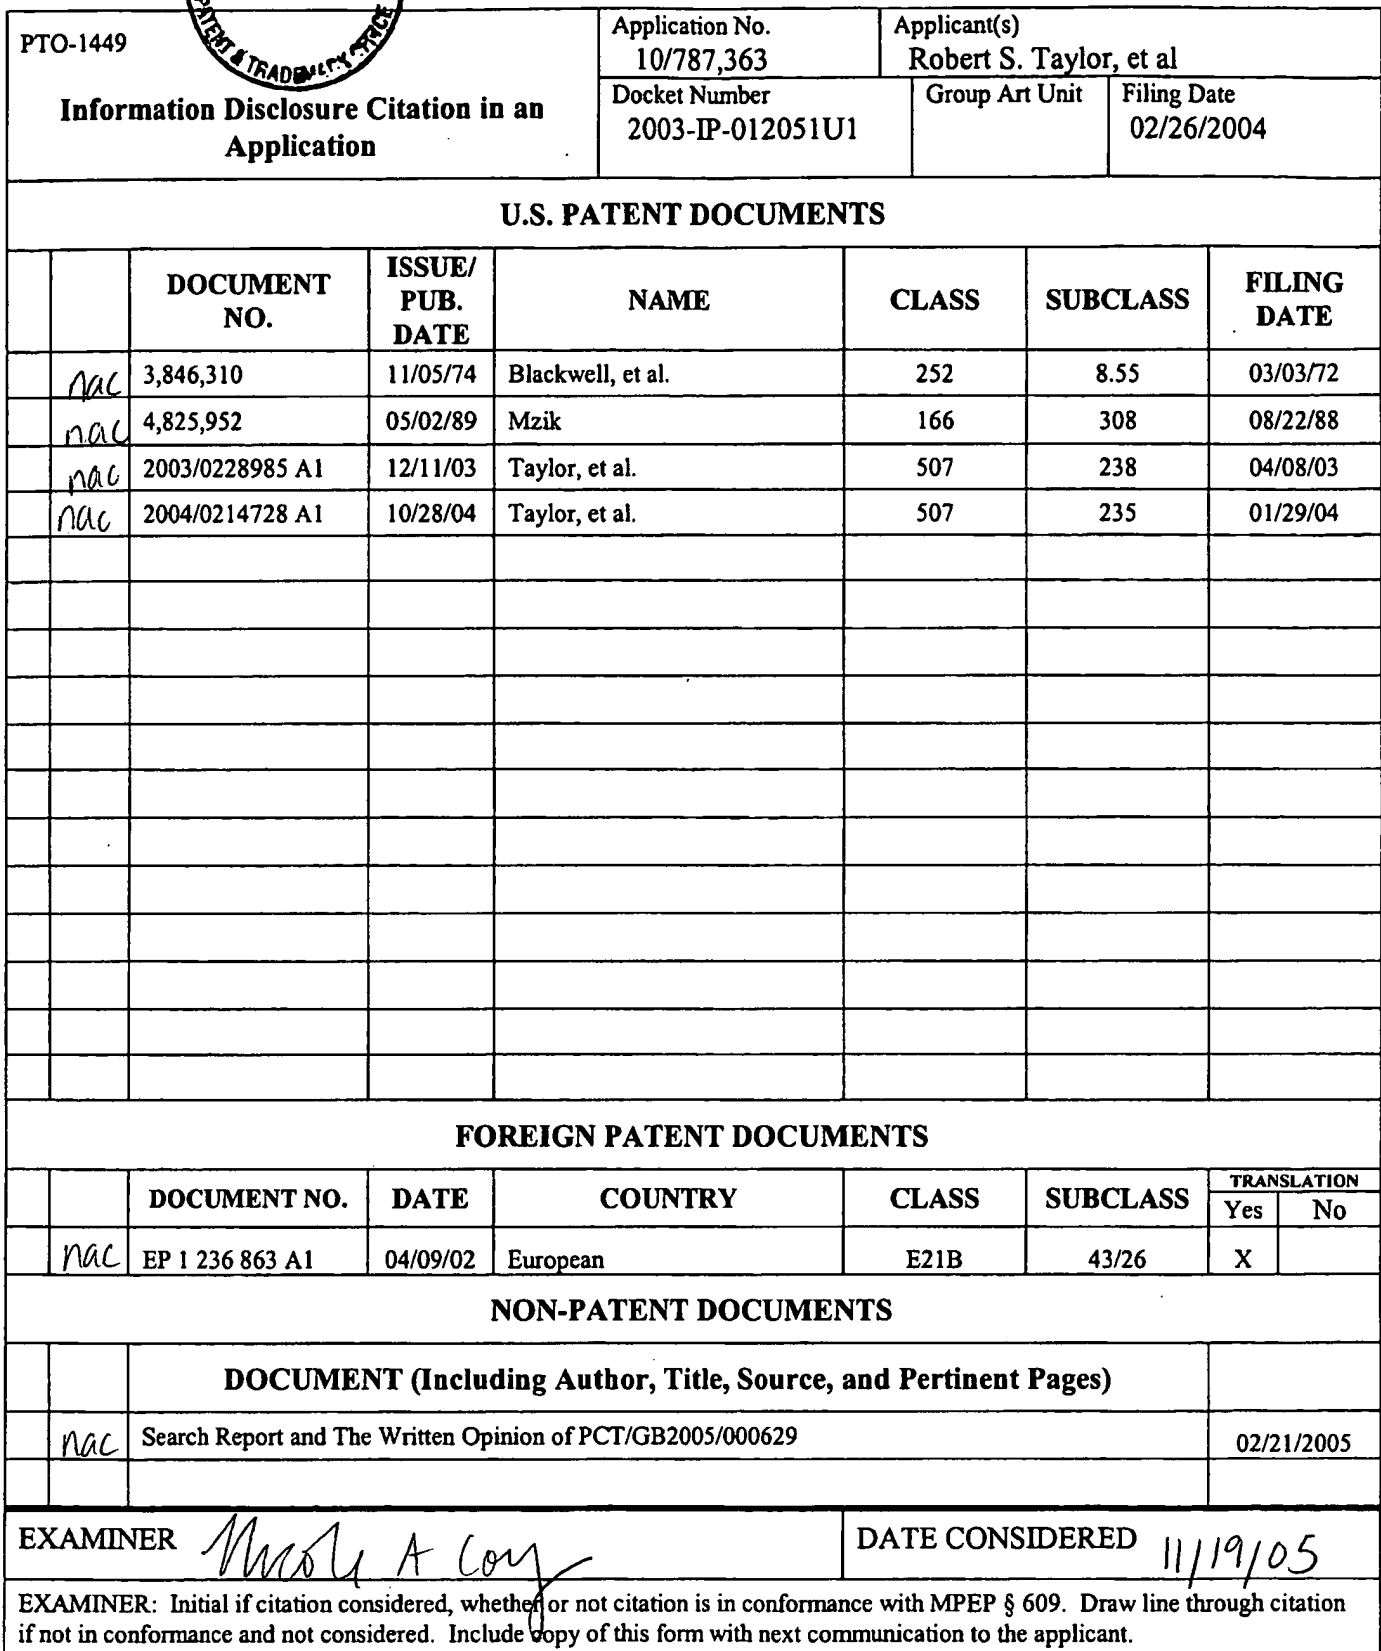 PTO-1449
PATENT & TRADEMARK OFFICE
Information Disclosure Citation in an
Application
Application No.
10/787,363
Applicant(s)
Robert S. Taylor, et al
Docket Number
2003-IP-012051U1
Group Art Unit
Filing Date
02/26/2004
U.S. PATENT DOCUMENTS
DOCUMENT NO. ISSUE/ PUB. DATE NAME CLASS SUBCLASS FILING DATE
nac 3,846,310 11/05/74 Blackwell, et al. 252 8.55 03/03/72
nac 4,825,952 05/02/89 Mzik 166 308 08/22/88
nac 2003/0228985 A1 12/11/03 Taylor, et al. 507 238 04/08/03
nac 2004/0214728 A1 10/28/04 Taylor, et al. 507 235 01/29/04
FOREIGN PATENT DOCUMENTS
DOCUMENT NO. DATE COUNTRY CLASS SUBCLASS TRANSLATION
Yes No
nac EP 1 236 863 A1 04/09/02 European E21B 43/26 X
NON-PATENT DOCUMENTS
DOCUMENT (Including Author, Title, Source, and Pertinent Pages)
nac Search Report and The Written Opinion of PCT/GB2005/000629 02/21/2005
EXAMINER Nicole A Coy DATE CONSIDERED 11/19/05
EXAMINER: Initial if citation considered, whether or not citation is in conformance with MPEP § 609. Draw line through citation
if not in conformance and not considered. Include copy of this form with next communication to the applicant.